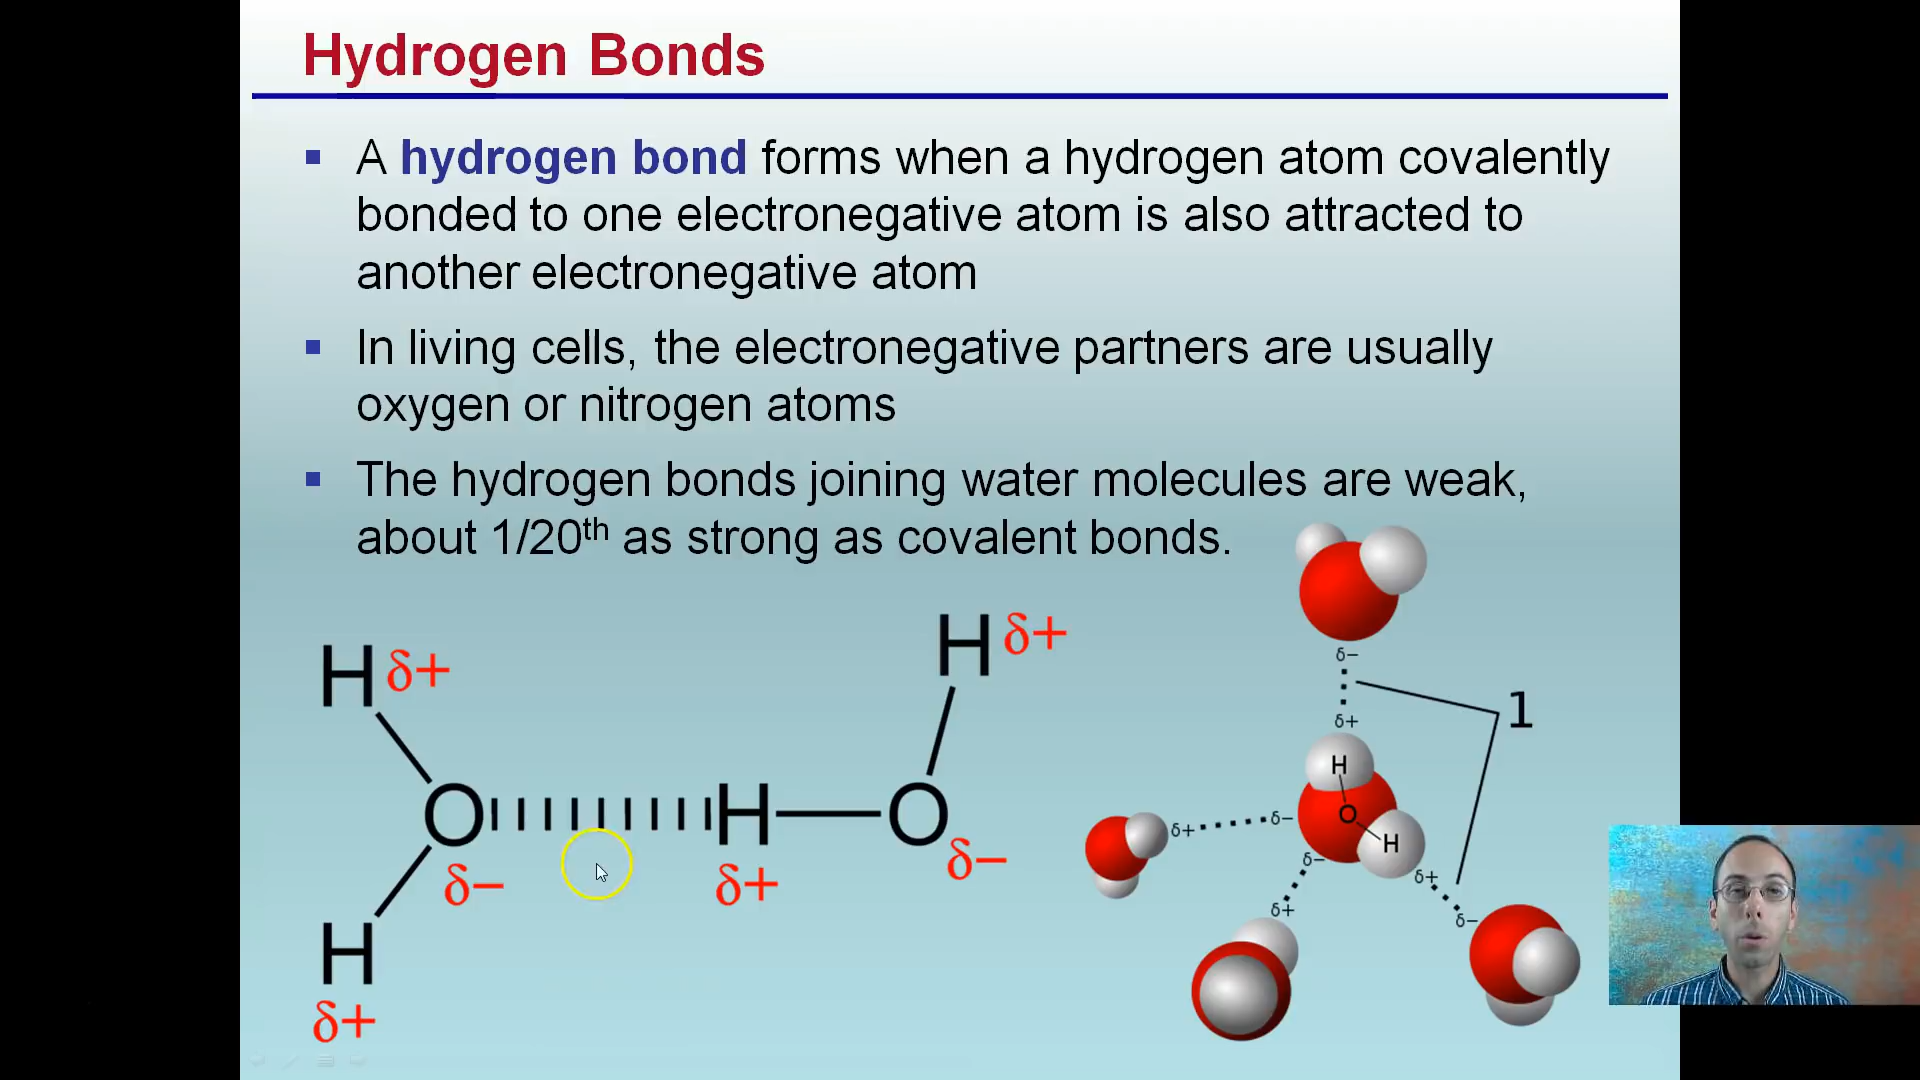 Hydrogen Bonds
▪ A hydrogen bond forms when a hydrogen atom covalently
bonded to one electronegative atom is also attracted to
another electronegative atom
▪ In living cells, the electronegative partners are usually
oxygen or nitrogen atoms
▪ The hydrogen bonds joining water molecules are weak,
about 1/20th as strong as covalent bonds.
H δ+
O δ−
H δ+
H δ+
O δ−
H δ+
δ−
δ+
1
H
O
H
δ+
δ−
δ−
δ+
δ+
δ−